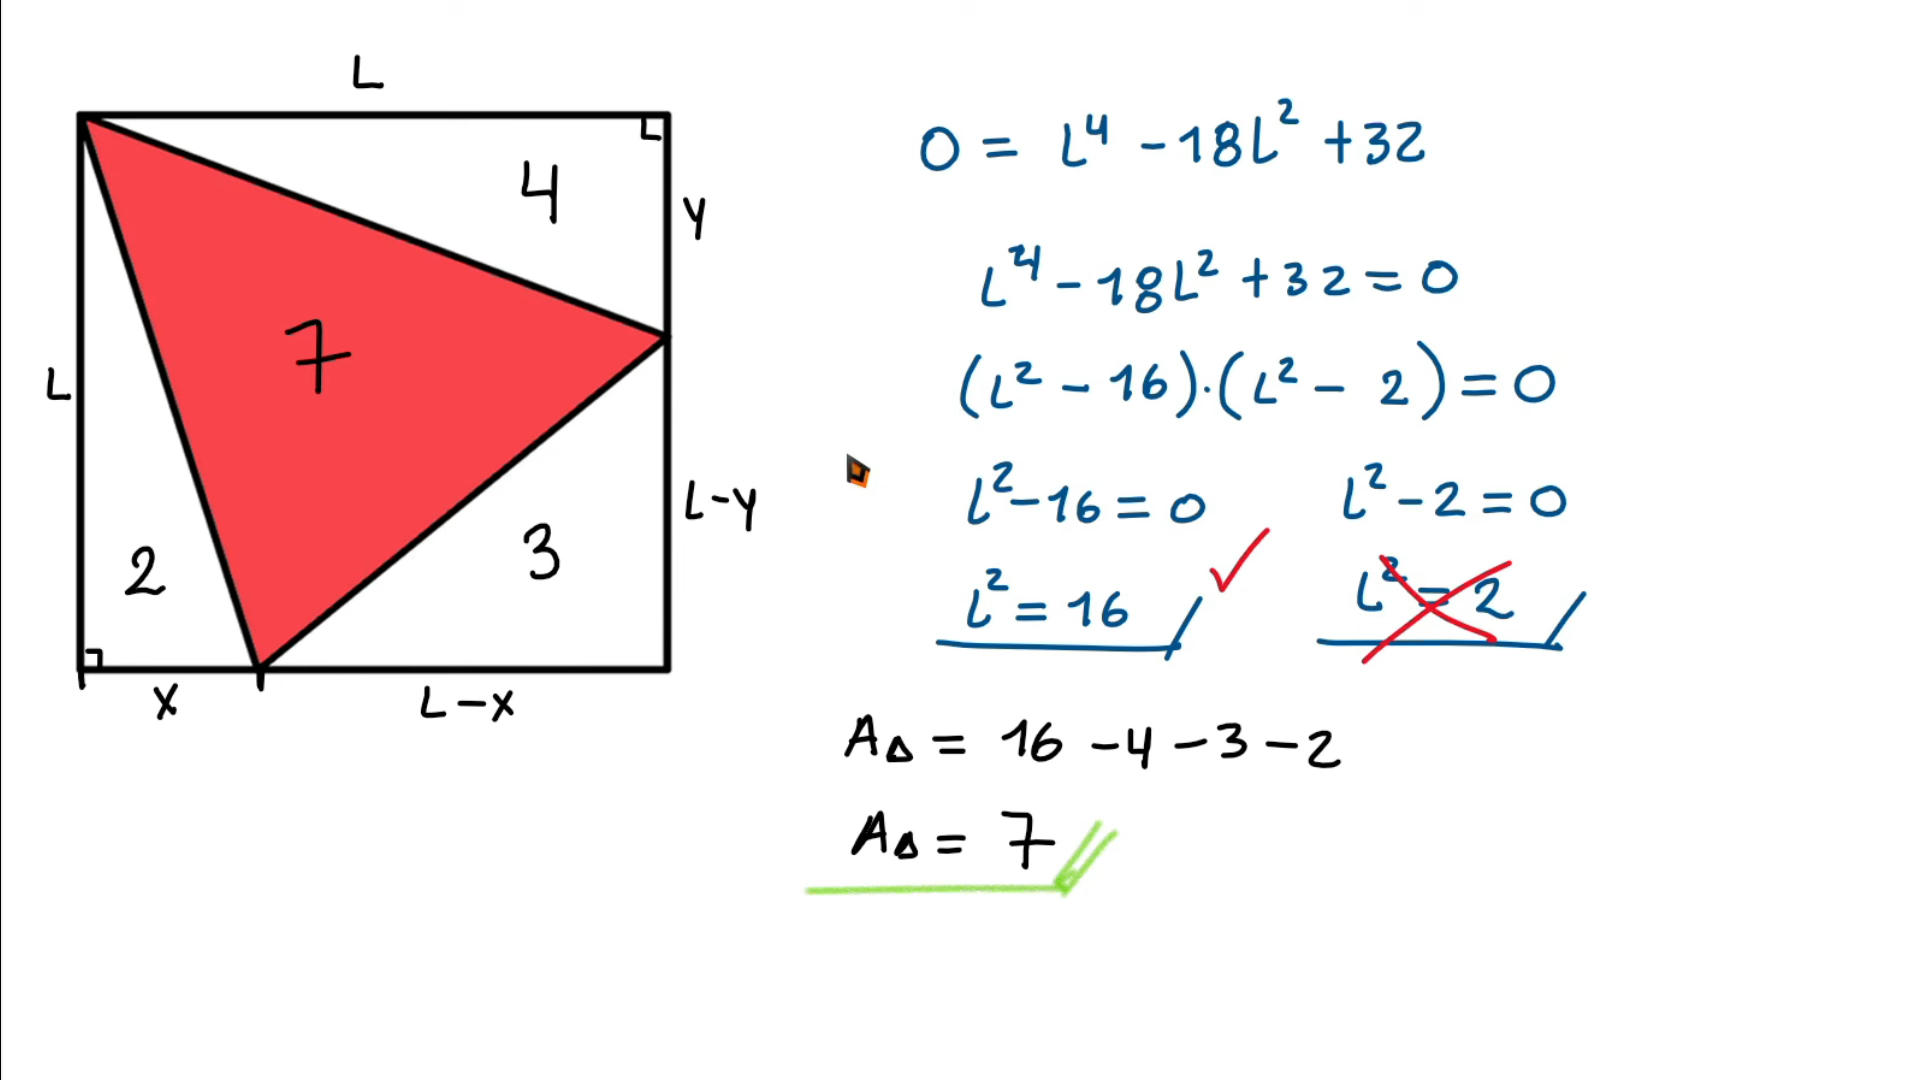 L
4
y
7
L
L-y
2
3
x
L-x
0 = L⁴ - 18L² + 32
L⁴ - 18L² + 32 = 0
(L² - 16)·(L² - 2) = 0
L² - 16 = 0 L² - 2 = 0
L² = 16 L² = 2
A△ = 16 - 4 - 3 - 2
A△ = 7